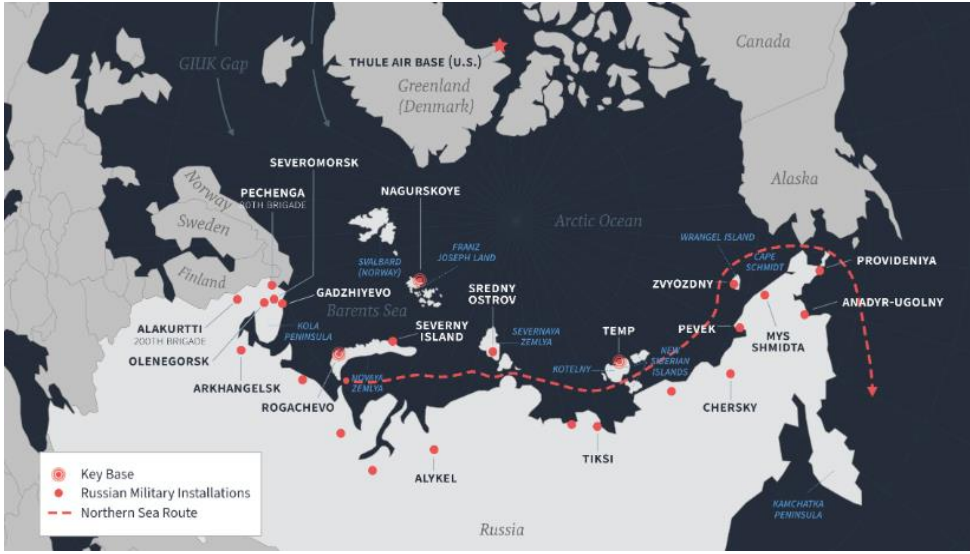 Canada
GIUK Gap
THULE AIR BASE (U.S.)
Greenland
(Denmark)
SEVEROMORSK
Norway
PECHENGA
200TH BRIGADE
NAGURSKOYE
Alaska
Sweden
Arctic Ocean
WRANGEL ISLAND
FRANZ
JOSEPH LAND
SVALBARD
(NORWAY)
CAPE
SCHMIDT
PROVIDENIYA
Finland
GADZHIYEVO
SREDNY
OSTROV
ZVYOZDNY
ANADYR-UGOLNY
Barents Sea
ALAKURTTI
200TH BRIGADE
KOLA
PENINSULA
SEVERNY
ISLAND
SEVERNAYA
ZEMLYA
TEMP
PEVEK
MYS
SHMIDTA
OLENEGORSK
NEW
SIBERIAN
ISLANDS
KOTELNY
ARKHANGELSK
NOVAYA
ZEMLYA
ROGACHEVO
CHERSKY
TIKSI
ALYKEL
Key Base
Russian Military Installations
Northern Sea Route
KAMCHATKA
PENINSULA
Russia